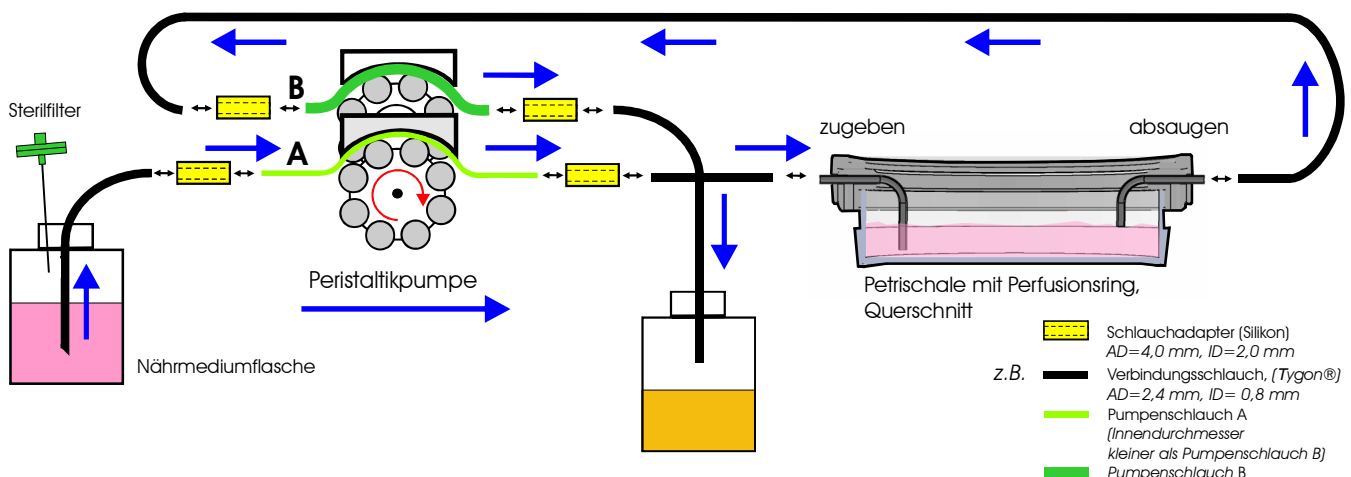 B
Sterilfilter
A
zugeben
absaugen
Peristaltikpumpe
Nährmediumflasche
Petrischale mit Perfusionsring,
Querschnitt
z.B.
Schlauchadapter (Silikon)
AD=4,0 mm, ID=2,0 mm
Verbindungsschlauch, (Tygon®)
AD=2,4 mm, ID= 0,8 mm
Pumpenschlauch A
(Innendurchmesser
kleiner als Pumpenschlauch B)
Pumpenschlauch B